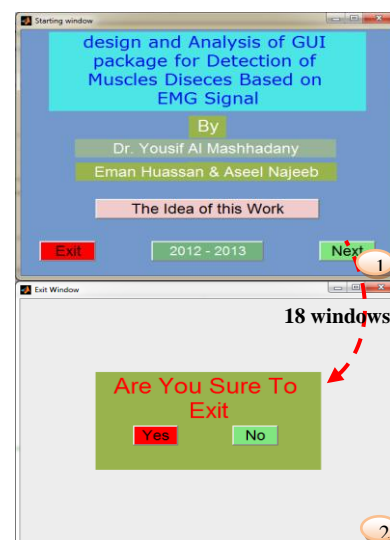 Starting window
design and Analysis of GUI
package for Detection of
Muscles Diseces Based on
EMG Signal
By
Dr. Yousif Al Mashhadany
Eman Huassan & Aseel Najeeb
The Idea of this Work
Exit
2012 - 2013
Next
1
Exit Window
18 windows
Are You Sure To
Exit
Yes
No
2